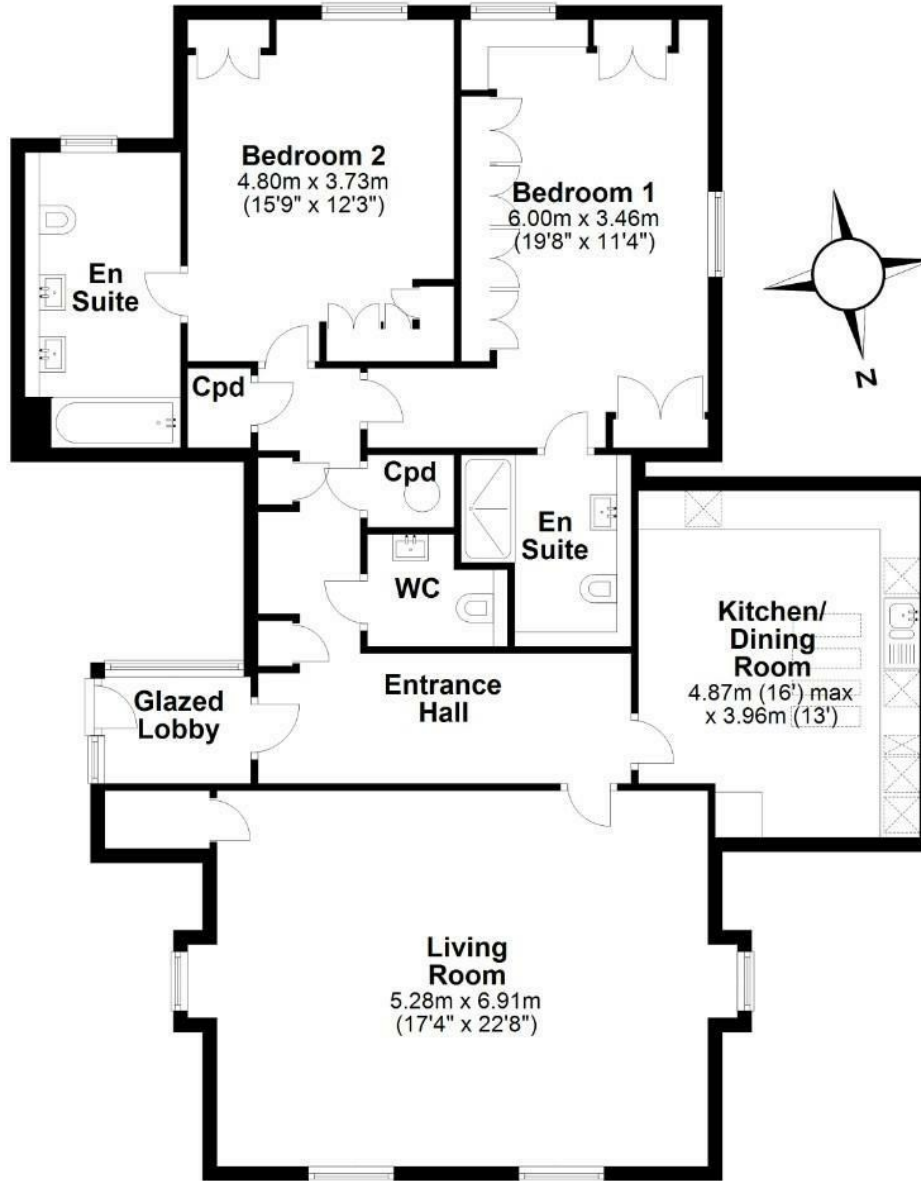 Bedroom 2
4.80m x 3.73m
(15'9" x 12'3")
Bedroom 1
6.00m x 3.46m
(19'8" x 11'4")
En
Suite
N
Cpd
Cpd
En
Suite
WC
Kitchen/
Dining
Room
4.87m (16') max
x 3.96m (13')
Glazed
Lobby
Entrance
Hall
Living
Room
5.28m x 6.91m
(17'4" x 22'8")